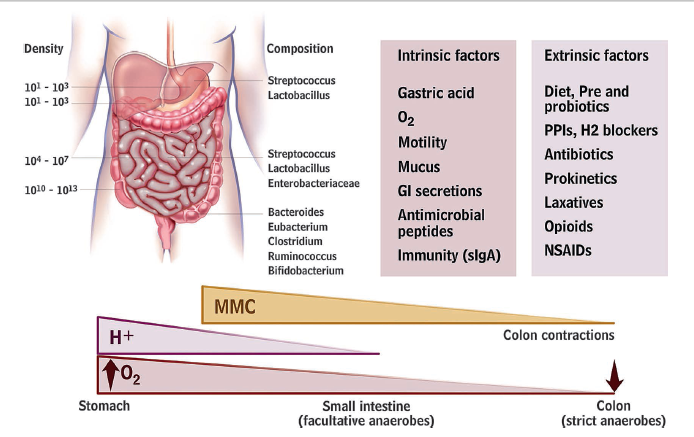 Density
Composition
10¹ - 10³
10¹ - 10³
10⁴ - 10⁷
10¹⁰ - 10¹³
Streptococcus
Lactobacillus
Streptococcus
Lactobacillus
Enterobacteriaceae
Bacteroides
Eubacterium
Clostridium
Ruminococcus
Bifidobacterium
Intrinsic factors
Gastric acid
O₂
Motility
Mucus
GI secretions
Antimicrobial
peptides
Immunity (sIgA)
Extrinsic factors
Diet, Pre and
probiotics
PPIs, H2 blockers
Antibiotics
Prokinetics
Laxatives
Opioids
NSAIDs
MMC
Colon contractions
H+
O₂
Stomach
Small intestine
(facultative anaerobes)
Colon
(strict anaerobes)